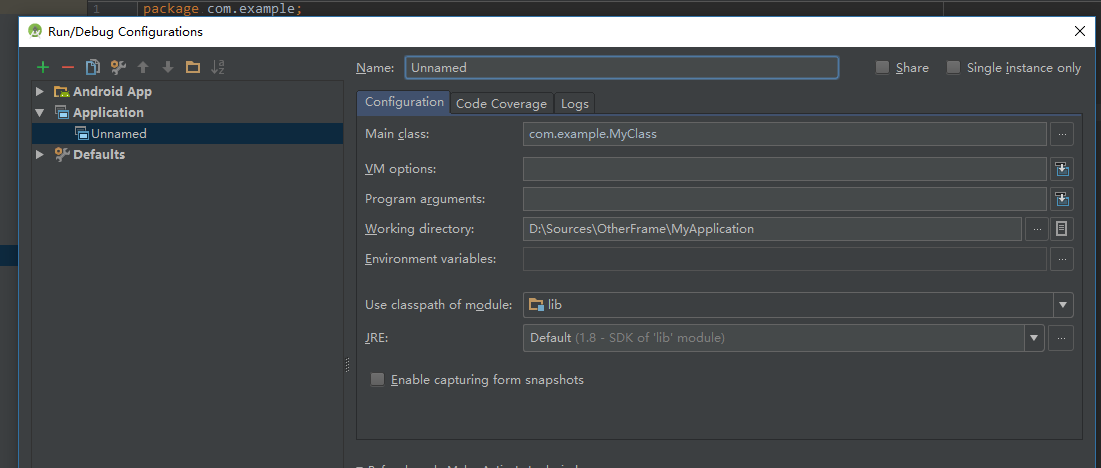 1 package com.example;
Run/Debug Configurations
Name: Unnamed Share Single instance only
Android App
Application
Unnamed
Defaults
Configuration Code Coverage Logs
Main class: com.example.MyClass ...
VM options:
Program arguments:
Working directory: D:\Sources\OtherFrame\MyApplication ...
Environment variables: ...
Use classpath of module: lib
JRE: Default (1.8 - SDK of 'lib' module) ...
Enable capturing form snapshots